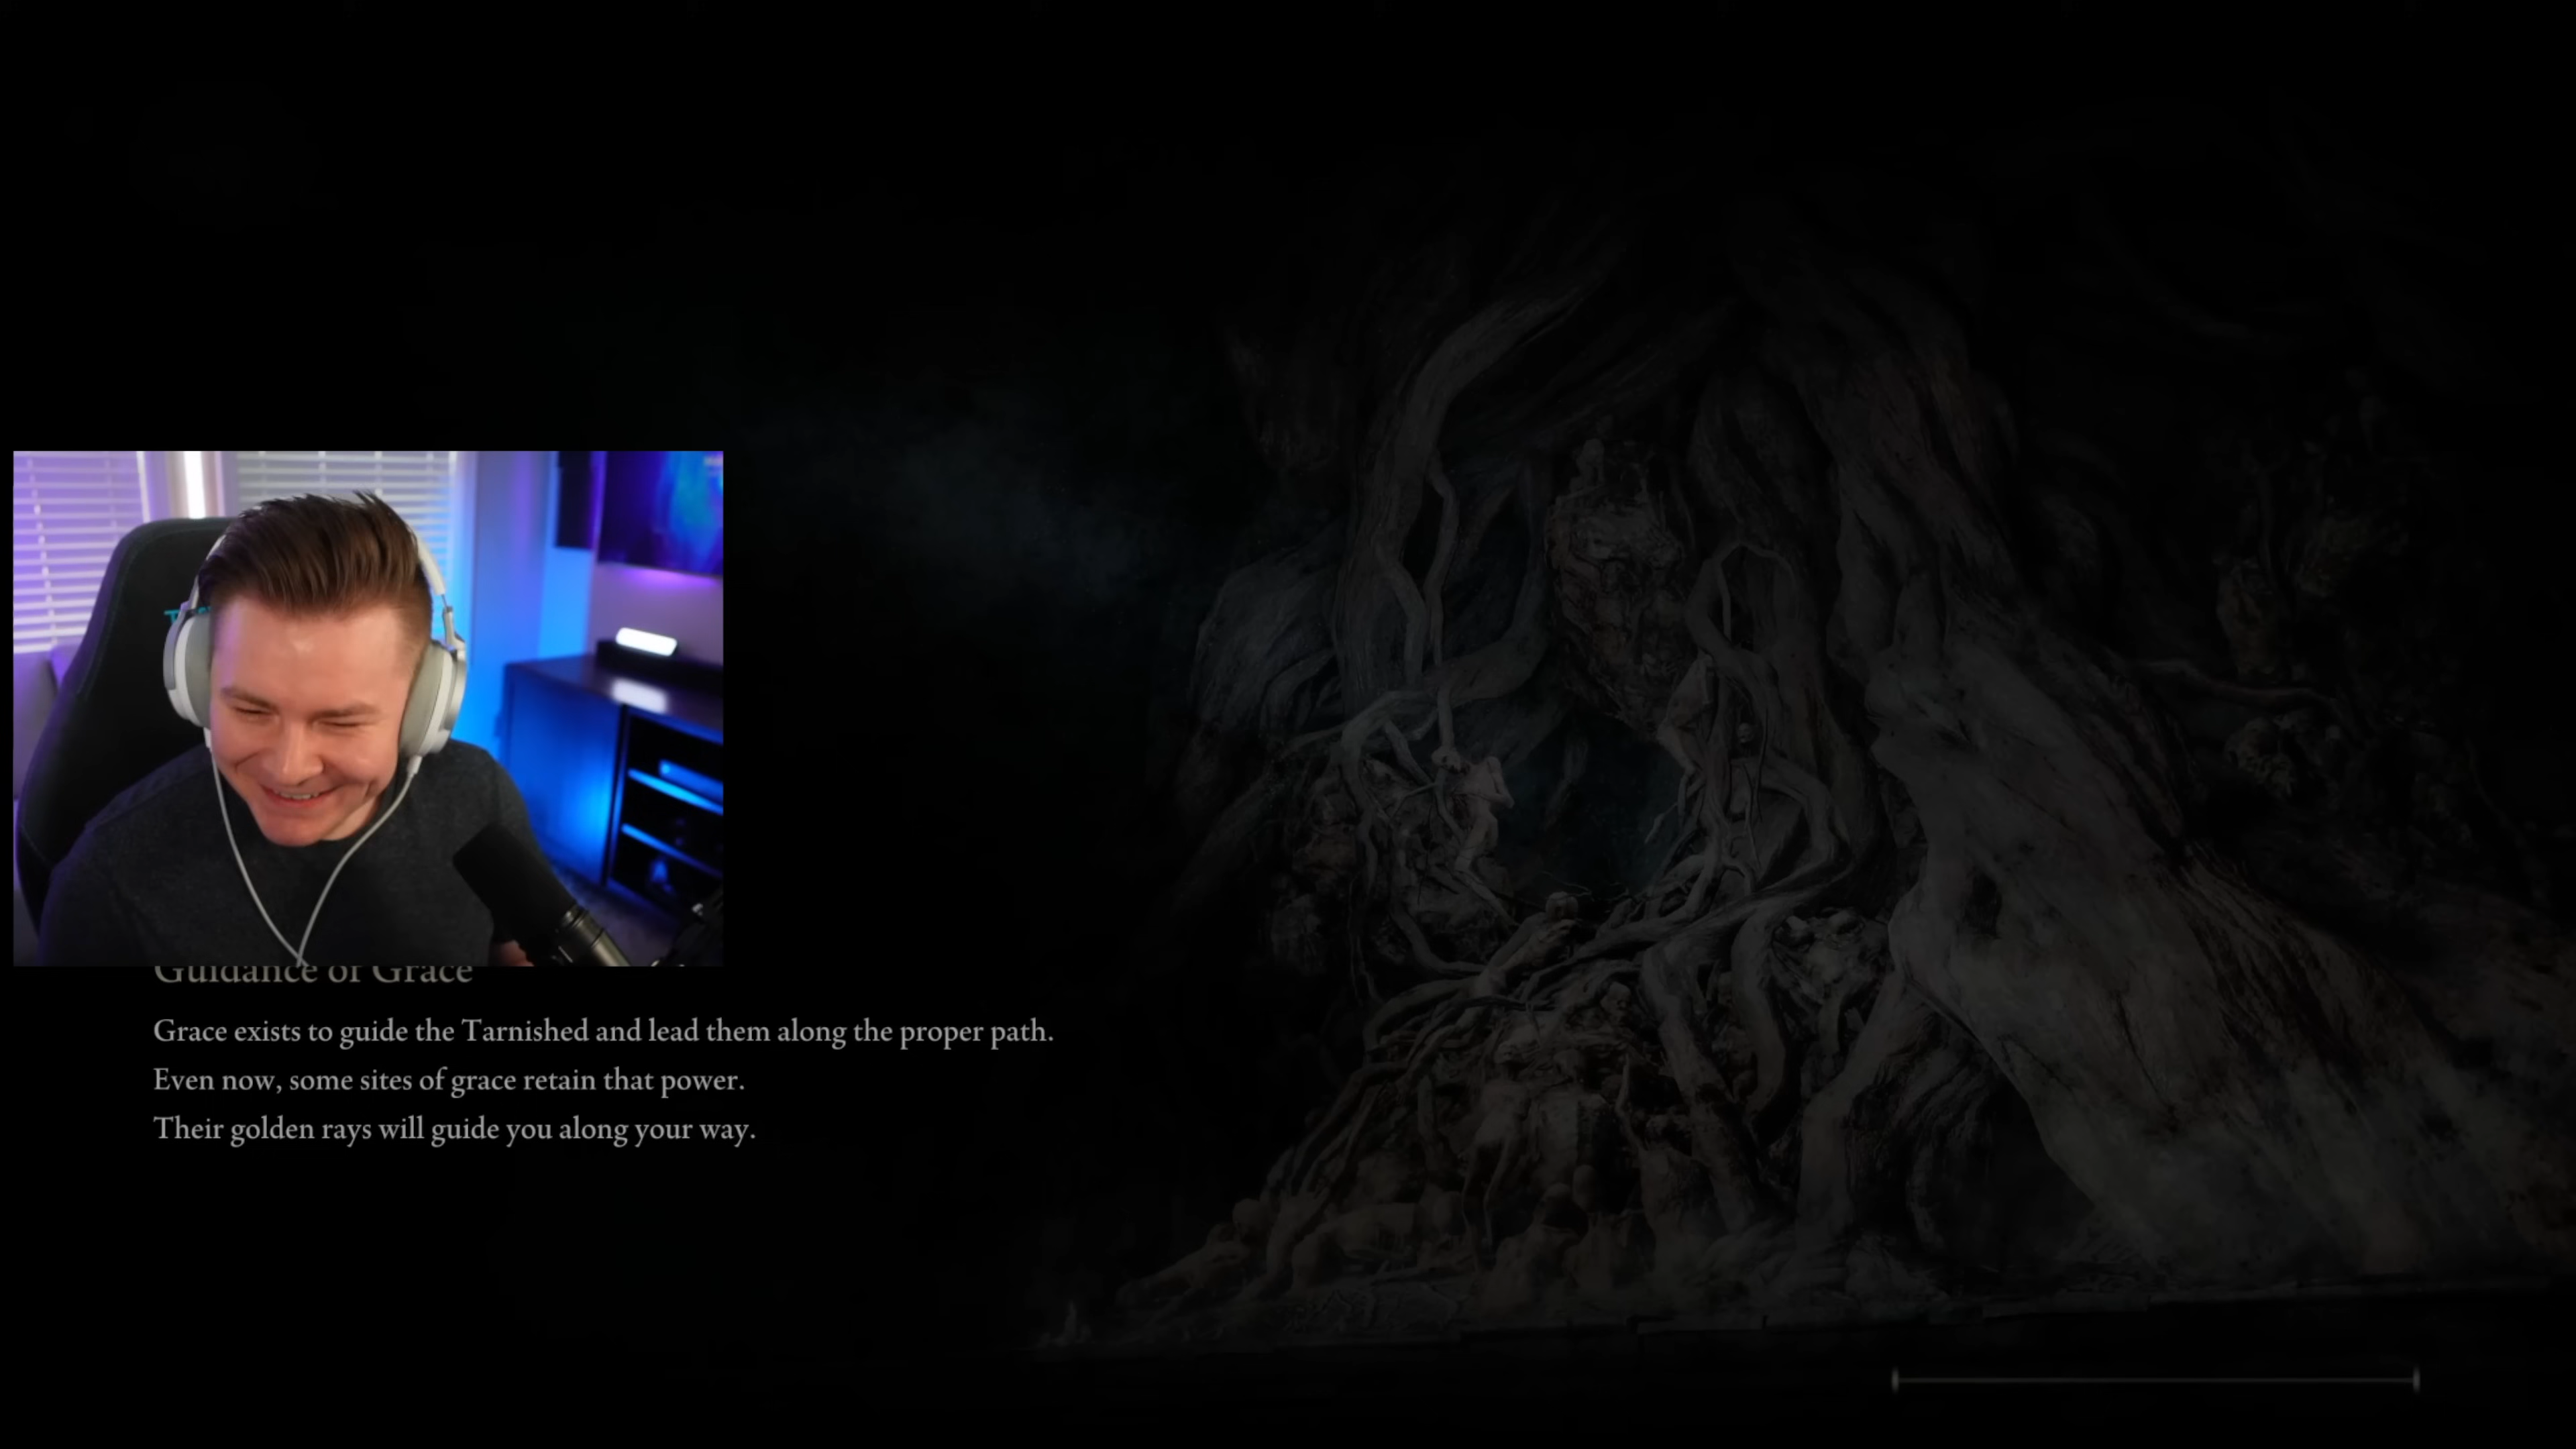 Guidance of Grace
Grace exists to guide the Tarnished and lead them along the proper path.
Even now, some sites of grace retain that power.
Their golden rays will guide you along your way.